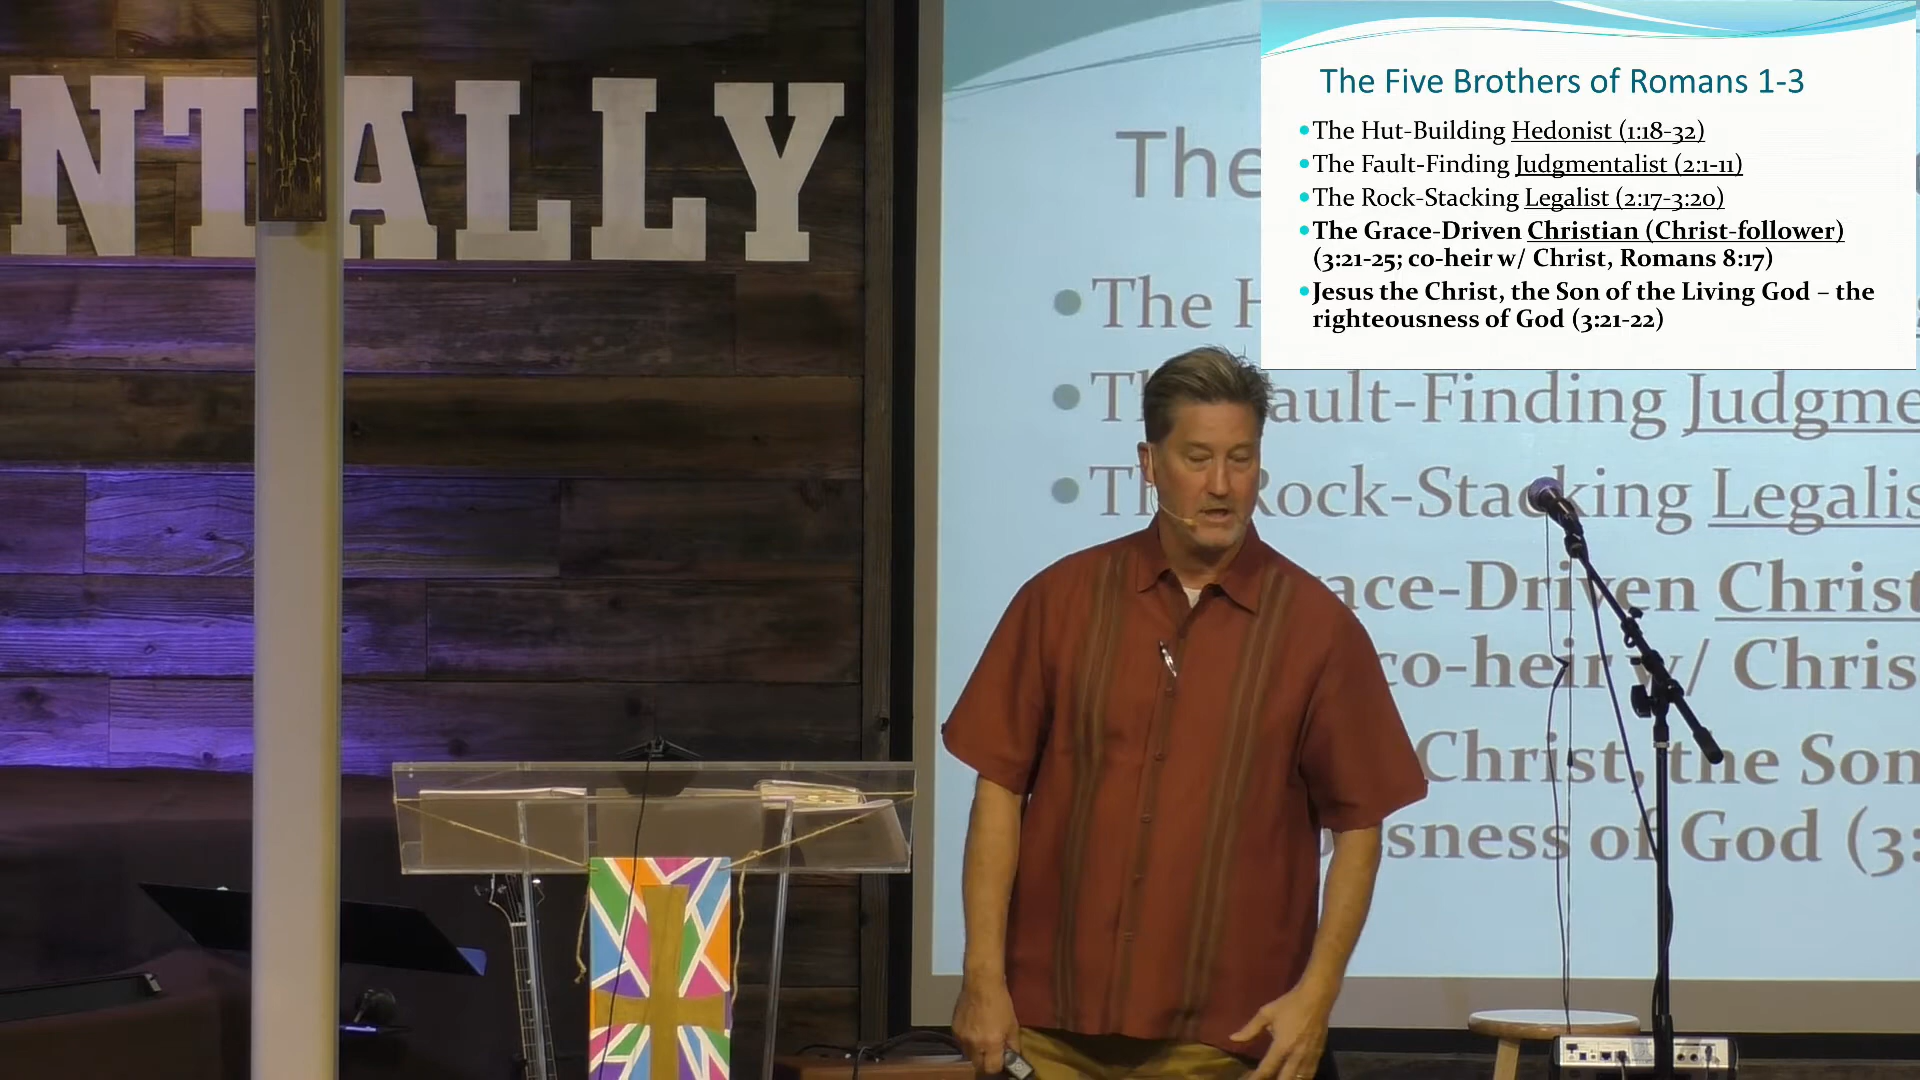 NTALLY
The Five Brothers of Romans 1-3
•The Hut-Building Hedonist (1:18-32)
•The Fault-Finding Judgmentalist (2:1-11)
•The Rock-Stacking Legalist (2:17-3:20)
•The Grace-Driven Christian (Christ-follower)
(3:21-25; co-heir w/ Christ, Romans 8:17)
•Jesus the Christ, the Son of the Living God – the
righteousness of God (3:21-22)
The
•The H
•Th ault-Finding Judgme
•Th Rock-Stacking Legalis
ace-Driven Christ
co-heir w/ Chris
Christ, the Son
sness of God (3: